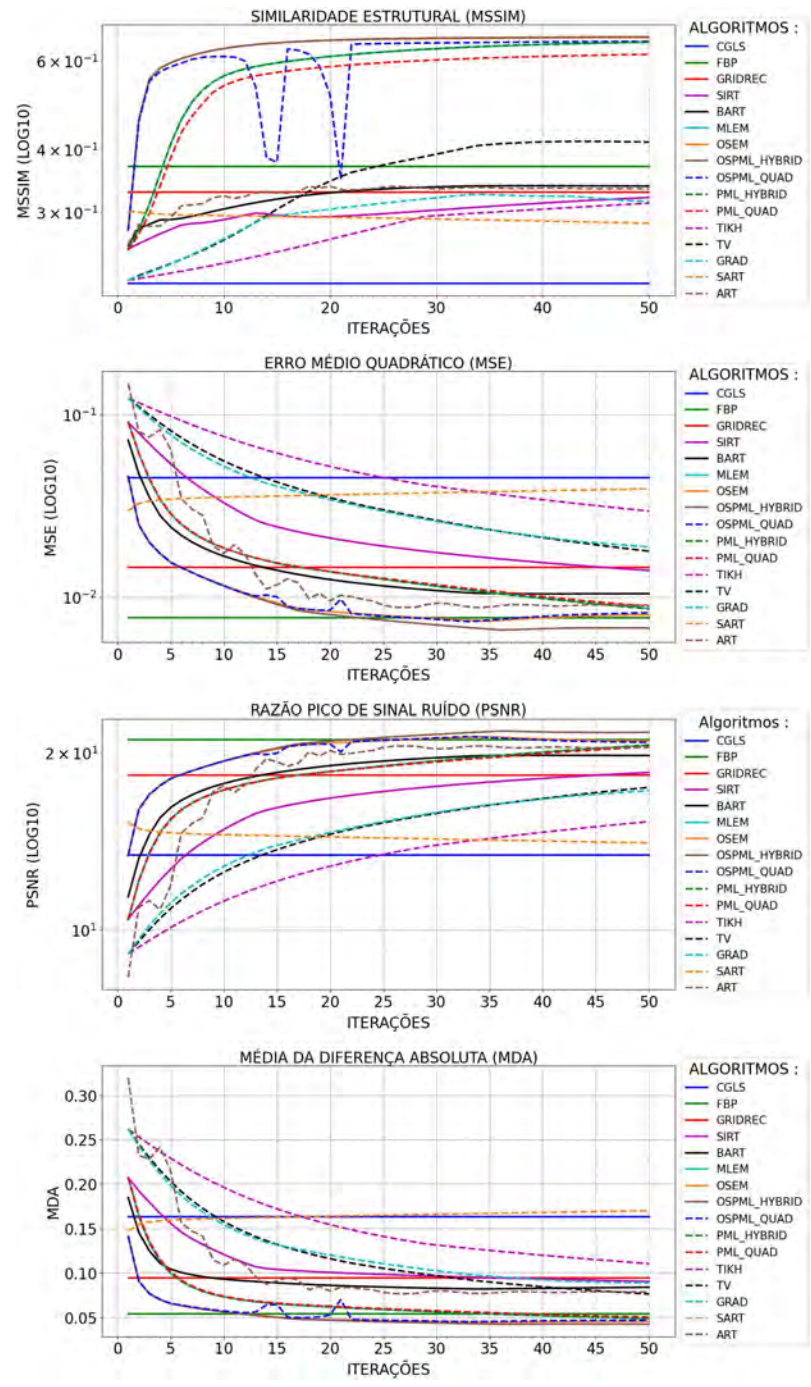 SIMILARIDADE ESTRUTURAL (MSSIM)
MSSIM (LOG10)
6 × 10⁻¹
4 × 10⁻¹
3 × 10⁻¹
0 5 10 15 20 25 30 35 40 45 50
ITERAÇÕES
ALGORITMOS :
CGLS
FBP
GRIDREC
SIRT
BART
MLEM
OSEM
OSPML_HYBRID
OSPML_QUAD
PML_HYBRID
PML_QUAD
TIKH
TV
GRAD
SART
ART
ERRO MÉDIO QUADRÁTICO (MSE)
MSE (LOG10)
10⁻¹
10⁻²
0 5 10 15 20 25 30 35 40 45 50
ITERAÇÕES
ALGORITMOS :
CGLS
FBP
GRIDREC
SIRT
BART
MLEM
OSEM
OSPML_HYBRID
OSPML_QUAD
PML_HYBRID
PML_QUAD
TIKH
TV
GRAD
SART
ART
RAZÃO PICO DE SINAL RUÍDO (PSNR)
PSNR (LOG10)
2 × 10¹
10¹
0 5 10 15 20 25 30 35 40 45 50
ITERAÇÕES
Algoritmos :
CGLS
FBP
GRIDREC
SIRT
BART
MLEM
OSEM
OSPML_HYBRID
OSPML_QUAD
PML_HYBRID
PML_QUAD
TIKH
TV
GRAD
SART
ART
MÉDIA DA DIFERENÇA ABSOLUTA (MDA)
MDA
0.30
0.25
0.20
0.15
0.10
0.05
0 5 10 15 20 25 30 35 40 45 50
ITERAÇÕES
ALGORITMOS :
CGLS
FBP
GRIDREC
SIRT
BART
MLEM
OSEM
OSPML_HYBRID
OSPML_QUAD
PML_HYBRID
PML_QUAD
TIKH
TV
GRAD
SART
ART